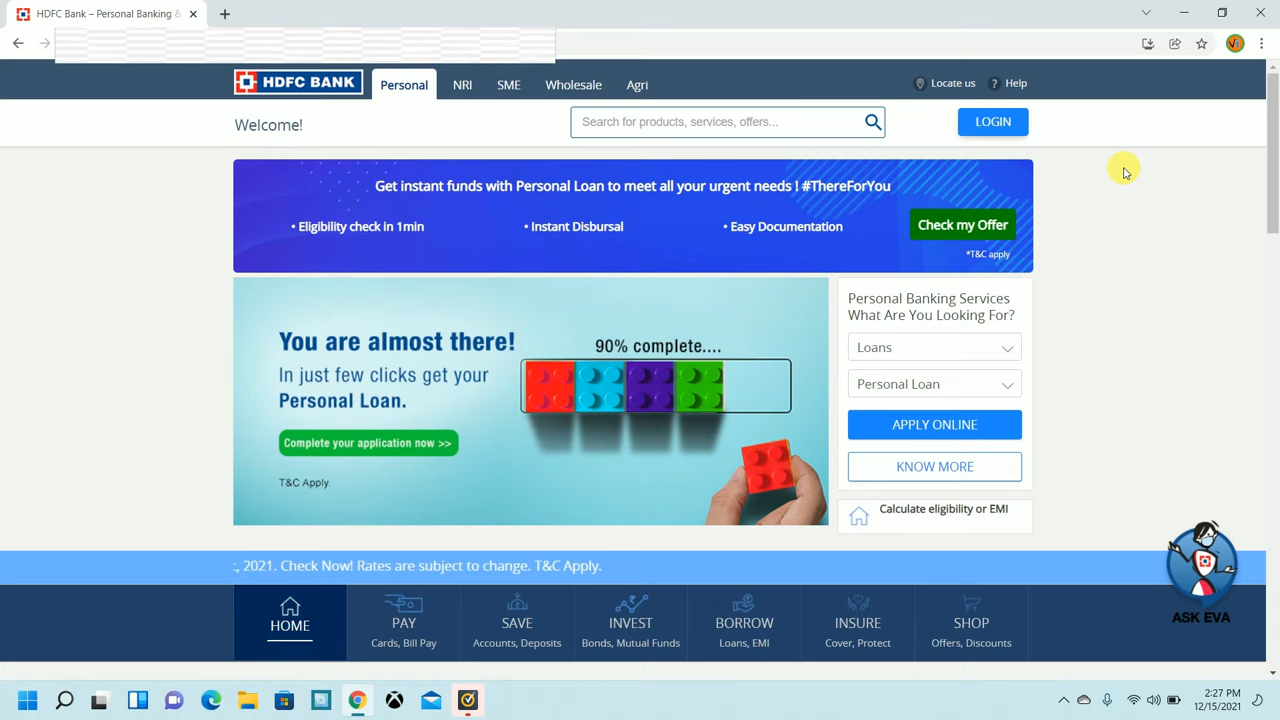 HDFC Bank – Personal Banking &
HDFC BANK
Personal
NRI
SME
Wholesale
Agri
Locate us
? Help
Welcome!
Search for products, services, offers...
LOGIN
Get instant funds with Personal Loan to meet all your urgent needs ! #ThereForYou
• Eligibility check in 1min
• Instant Disbursal
• Easy Documentation
Check my Offer
*T&C apply
You are almost there!
In just few clicks get your
Personal Loan.
Complete your application now >>
T&C Apply.
90% complete....
Personal Banking Services
What Are You Looking For?
Loans
Personal Loan
APPLY ONLINE
KNOW MORE
Calculate eligibility or EMI
, 2021. Check Now! Rates are subject to change. T&C Apply.
ASK EVA
HOME
PAY
Cards, Bill Pay
SAVE
Accounts, Deposits
INVEST
Bonds, Mutual Funds
BORROW
Loans, EMI
INSURE
Cover, Protect
SHOP
Offers, Discounts
2:27 PM
12/15/2021